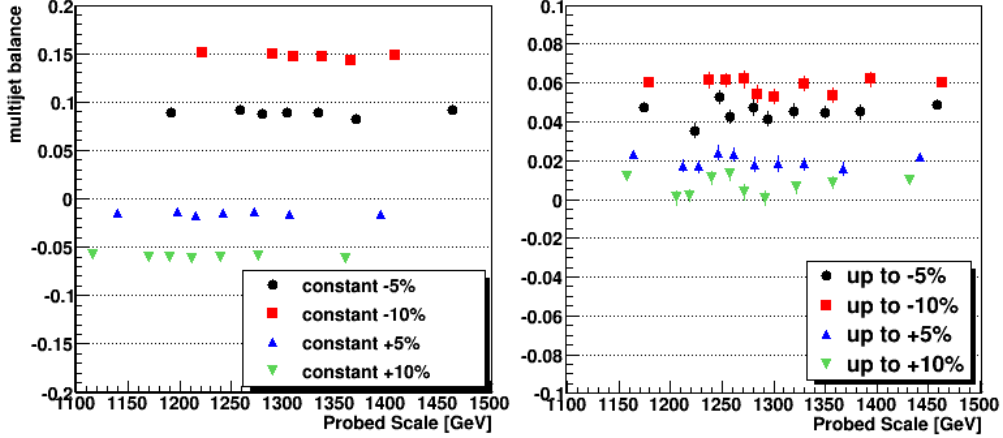 multijet balance
0.2
0.15
0.1
0.05
0
-0.05
-0.1
-0.15
-0.2
constant -5%
constant -10%
constant +5%
constant +10%
1100 1150 1200 1250 1300 1350 1400 1450 1500
Probed Scale [GeV]
0.1
0.08
0.06
0.04
0.02
0
-0.02
-0.04
-0.06
-0.08
-0.1
up to -5%
up to -10%
up to +5%
up to +10%
1100 1150 1200 1250 1300 1350 1400 1450 1500
Probed Scale [GeV]